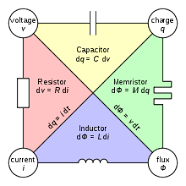 voltage
v
charge
q
Capacitor
dq = C dv
Resistor
dv = R di
Memristor
dΦ = M dq
dq = i dt
dΦ = v dt
Inductor
dΦ = L di
current
i
flux
Φ